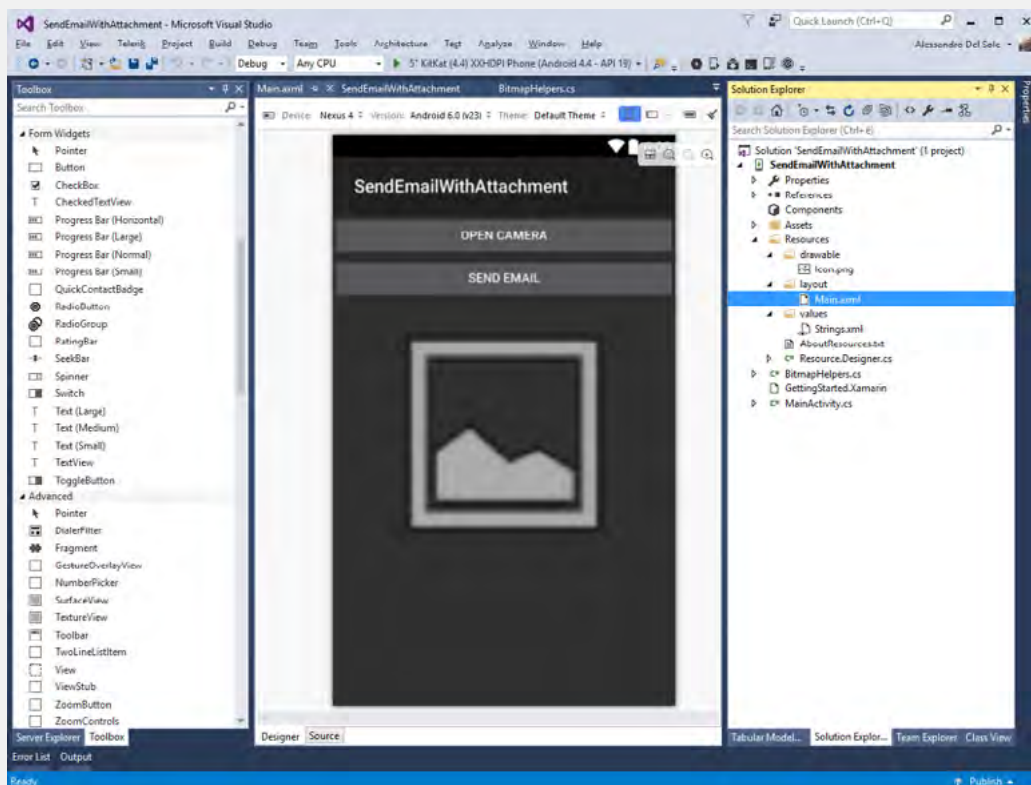 SendEmailWithAttachment - Microsoft Visual Studio
Quick Launch (Ctrl+Q)
File Edit View Telerik Project Build Debug Team Tools Architecture Test Analyze Window Help
Alessandro Del Sole
Debug Any CPU 5" KitKat (4.4) XXHDPI Phone (Android 4.4 - API 19)
Toolbox
Search Toolbox
Form Widgets
Pointer
Button
CheckBox
CheckedTextView
Progress Bar (Horizontal)
Progress Bar (Large)
Progress Bar (Normal)
Progress Bar (Small)
QuickContactBadge
RadioButton
RadioGroup
RatingBar
SeekBar
Spinner
Switch
Text (Large)
Text (Medium)
Text (Small)
TextView
ToggleButton
Advanced
Pointer
DialerFilter
Fragment
GestureOverlayView
NumberPicker
SurfaceView
TextureView
Toolbar
TwoLineListItem
View
ViewStub
ZoomButton
ZoomControls
Server Explorer Toolbox
Main.axml SendEmailWithAttachment BitmapHelpers.cs
Device: Nexus 4 Version: Android 6.0 (v23) Theme: Default Theme
SendEmailWithAttachment
OPEN CAMERA
SEND EMAIL
Designer Source
Solution Explorer
Search Solution Explorer (Ctrl+è)
Solution 'SendEmailWithAttachment' (1 project)
SendEmailWithAttachment
Properties
References
Components
Assets
Resources
drawable
Icon.png
layout
Main.axml
values
Strings.xml
AboutResources.txt
Resource.Designer.cs
BitmapHelpers.cs
GettingStarted.Xamarin
MainActivity.cs
Tabular Model... Solution Explor... Team Explorer Class View
Properties
Error List Output
Ready
Publish